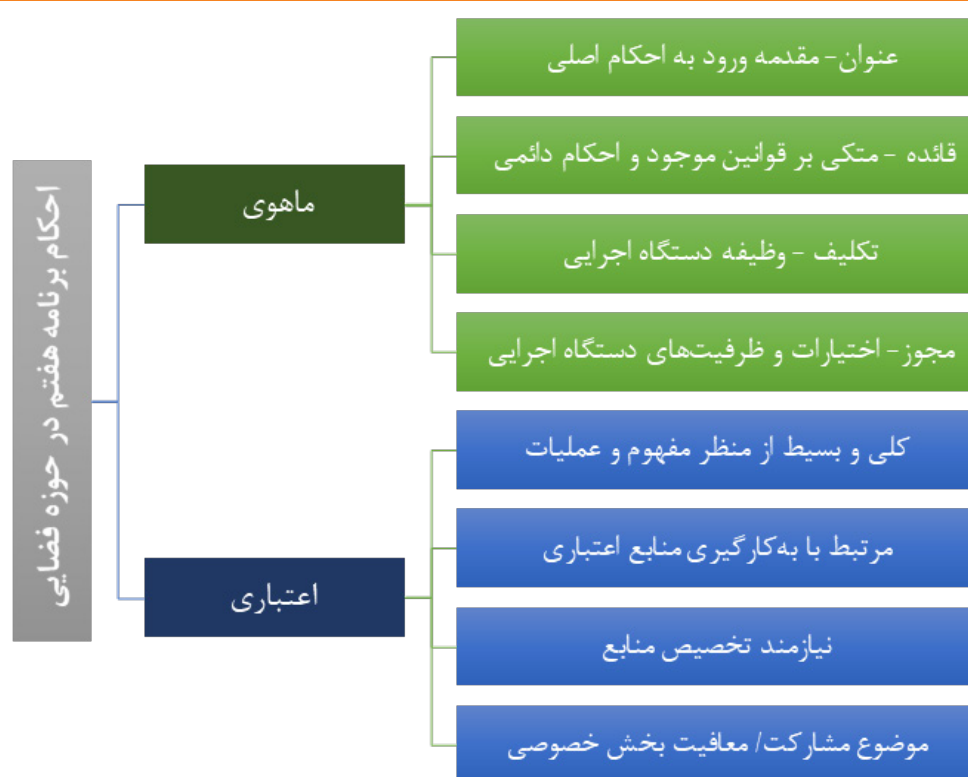 احکام برنامه هفتم در حوزه فضایی
ماهوی
عنوان- مقدمه ورود به احکام اصلی
قائده - متکی بر قوانین موجود و احکام دائمی
تکلیف - وظیفه دستگاه اجرایی
مجوز- اختیارات و ظرفیت‌های دستگاه اجرایی
اعتباری
کلی و بسیط از منظر مفهوم و عملیات
مرتبط با به‌کارگیری منابع اعتباری
نیازمند تخصیص منابع
موضوع مشارکت/ معافیت بخش خصوصی